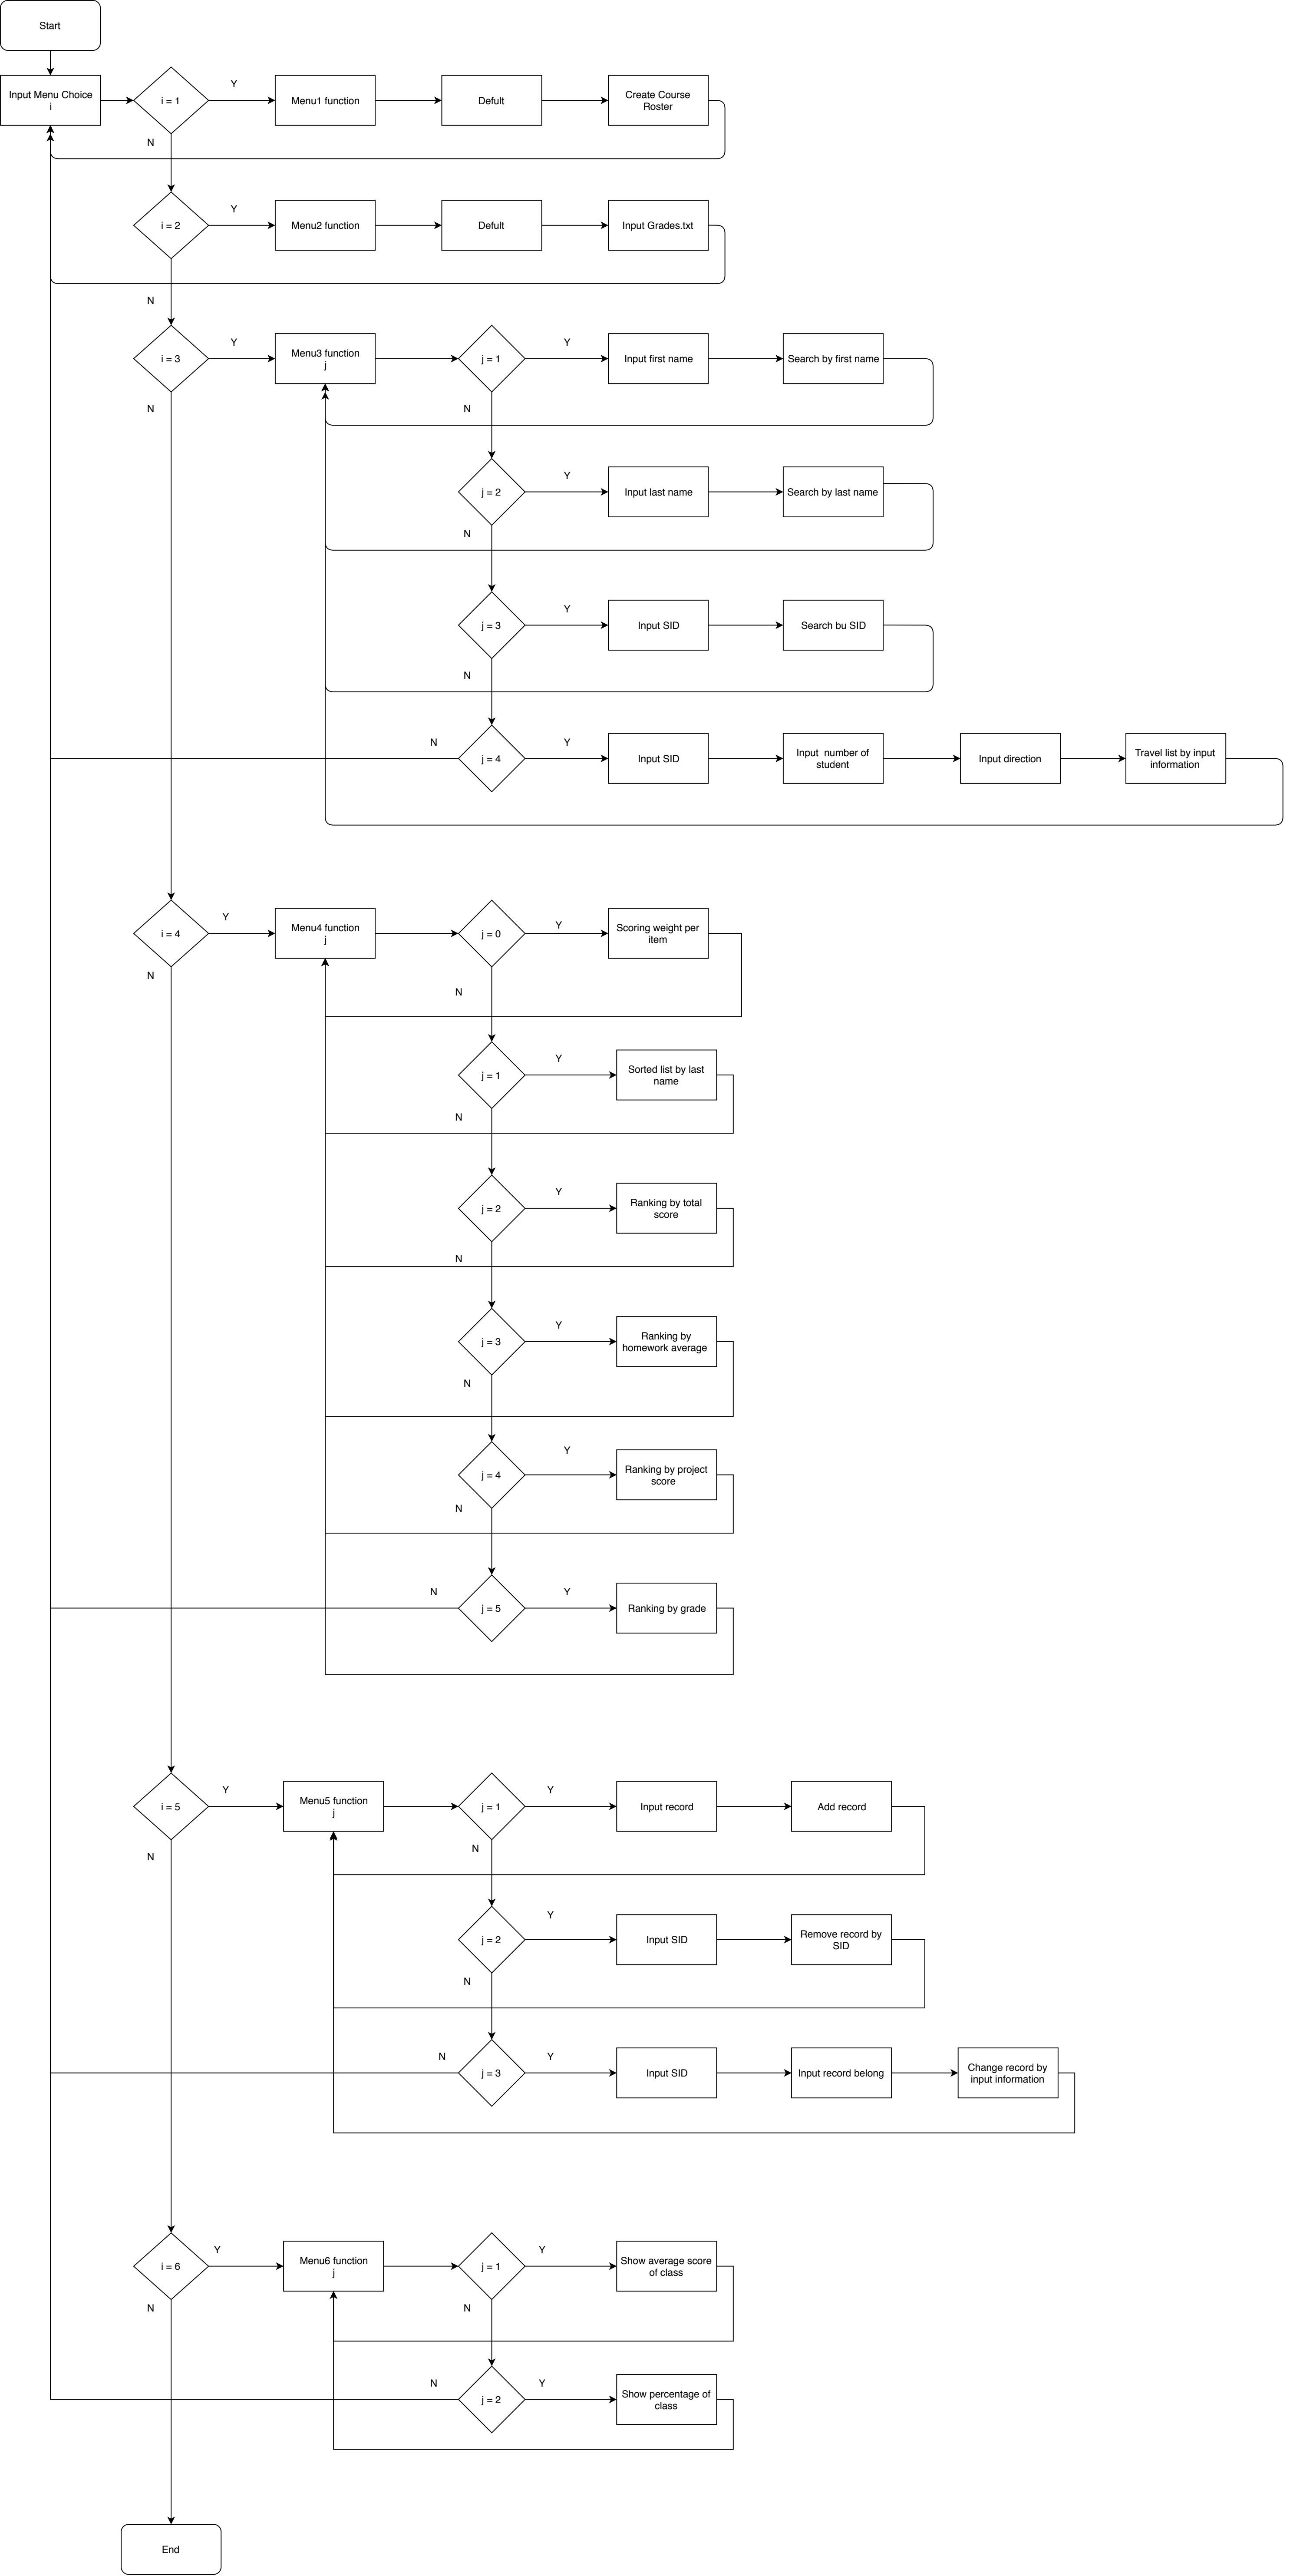 Start
Input Menu Choice
i
i = 1
Y
Menu1 function
Defult
Create Course
Roster
N
i = 2
Y
Menu2 function
Defult
Input Grades.txt
N
i = 3
Y
Menu3 function
j
j = 1
Y
Input first name
Search by first name
N
N
j = 2
Y
Input last name
Search by last name
N
j = 3
Y
Input SID
Search bu SID
N
N
j = 4
Y
Input SID
Input  number of
student
Input direction
Travel list by input
information
i = 4
Y
Menu4 function
j
j = 0
Y
Scoring weight per
item
N
N
j = 1
Y
Sorted list by last
name
N
j = 2
Y
Ranking by total
score
N
j = 3
Y
Ranking by
homework average
N
j = 4
Y
Ranking by project
score
N
N
j = 5
Y
Ranking by grade
i = 5
Y
Menu5 function
j
j = 1
Y
Input record
Add record
N
N
j = 2
Y
Input SID
Remove record by
SID
N
N
j = 3
Y
Input SID
Input record belong
Change record by
input information
i = 6
Y
Menu6 function
j
j = 1
Y
Show average score
of class
N
N
N
j = 2
Y
Show percentage of
class
End